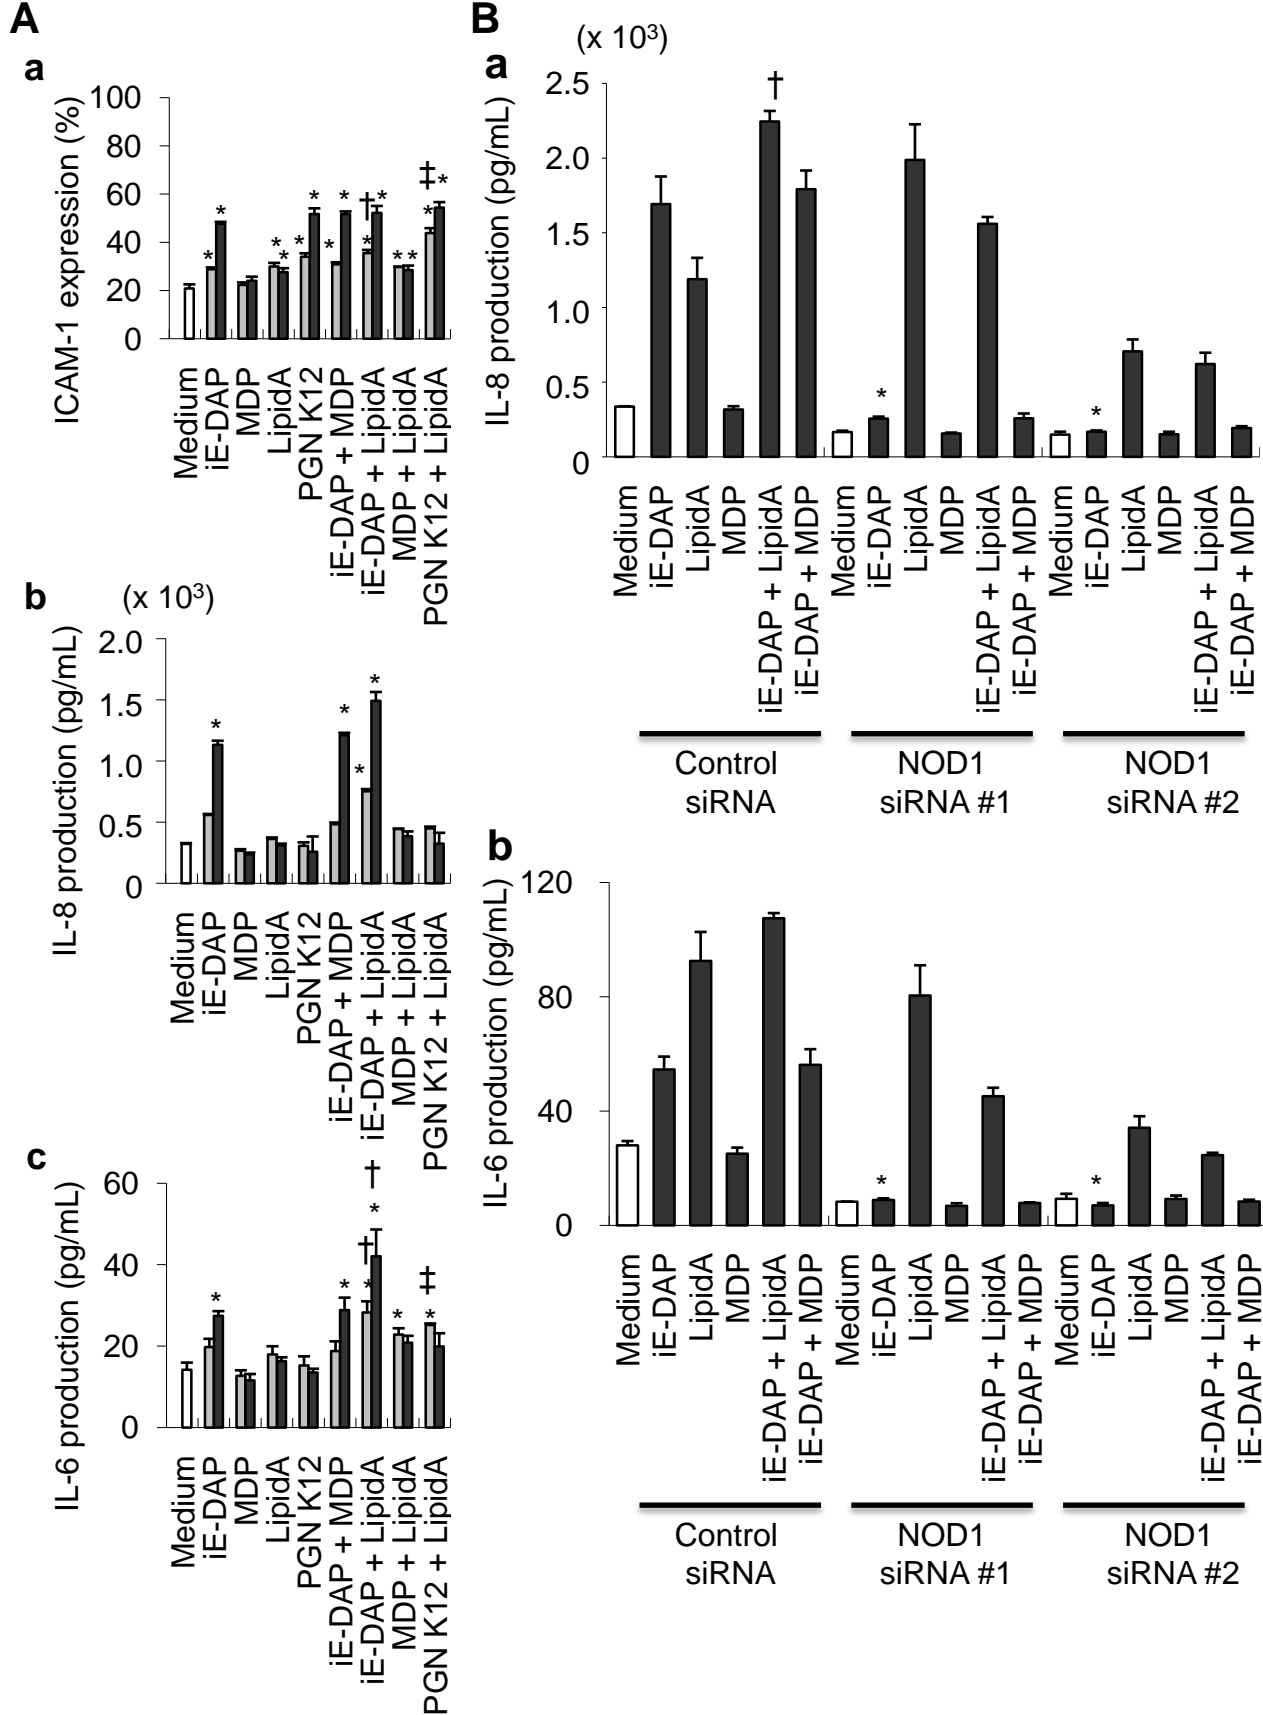 A
a
ICAM-1 expression (%)
100
80
60
40
20
0
* * * * * * * * * † * * * ‡ * *
Medium
iE-DAP
MDP
LipidA
PGN K12
iE-DAP + MDP
iE-DAP + LipidA
MDP + LipidA
PGN K12 + LipidA
b
(x 10³)
IL-8 production (pg/mL)
2.0
1.5
1.0
0.5
0
* * * *
Medium
iE-DAP
MDP
LipidA
PGN K12
iE-DAP + MDP
iE-DAP + LipidA
MDP + LipidA
PGN K12 + LipidA
c
IL-6 production (pg/mL)
60
40
20
0
* * † * † * * ‡ *
Medium
iE-DAP
MDP
LipidA
PGN K12
iE-DAP + MDP
iE-DAP + LipidA
MDP + LipidA
PGN K12 + LipidA
B
(x 10³)
a
IL-8 production (pg/mL)
2.5
2.0
1.5
1.0
0.5
0
† * *
Medium
iE-DAP
LipidA
MDP
iE-DAP + LipidA
iE-DAP + MDP
Medium
iE-DAP
LipidA
MDP
iE-DAP + LipidA
iE-DAP + MDP
Medium
iE-DAP
LipidA
MDP
iE-DAP + LipidA
iE-DAP + MDP
Control
siRNA
NOD1
siRNA #1
NOD1
siRNA #2
b
IL-6 production (pg/mL)
120
80
40
0
* *
Medium
iE-DAP
LipidA
MDP
iE-DAP + LipidA
iE-DAP + MDP
Medium
iE-DAP
LipidA
MDP
iE-DAP + LipidA
iE-DAP + MDP
Medium
iE-DAP
LipidA
MDP
iE-DAP + LipidA
iE-DAP + MDP
Control
siRNA
NOD1
siRNA #1
NOD1
siRNA #2